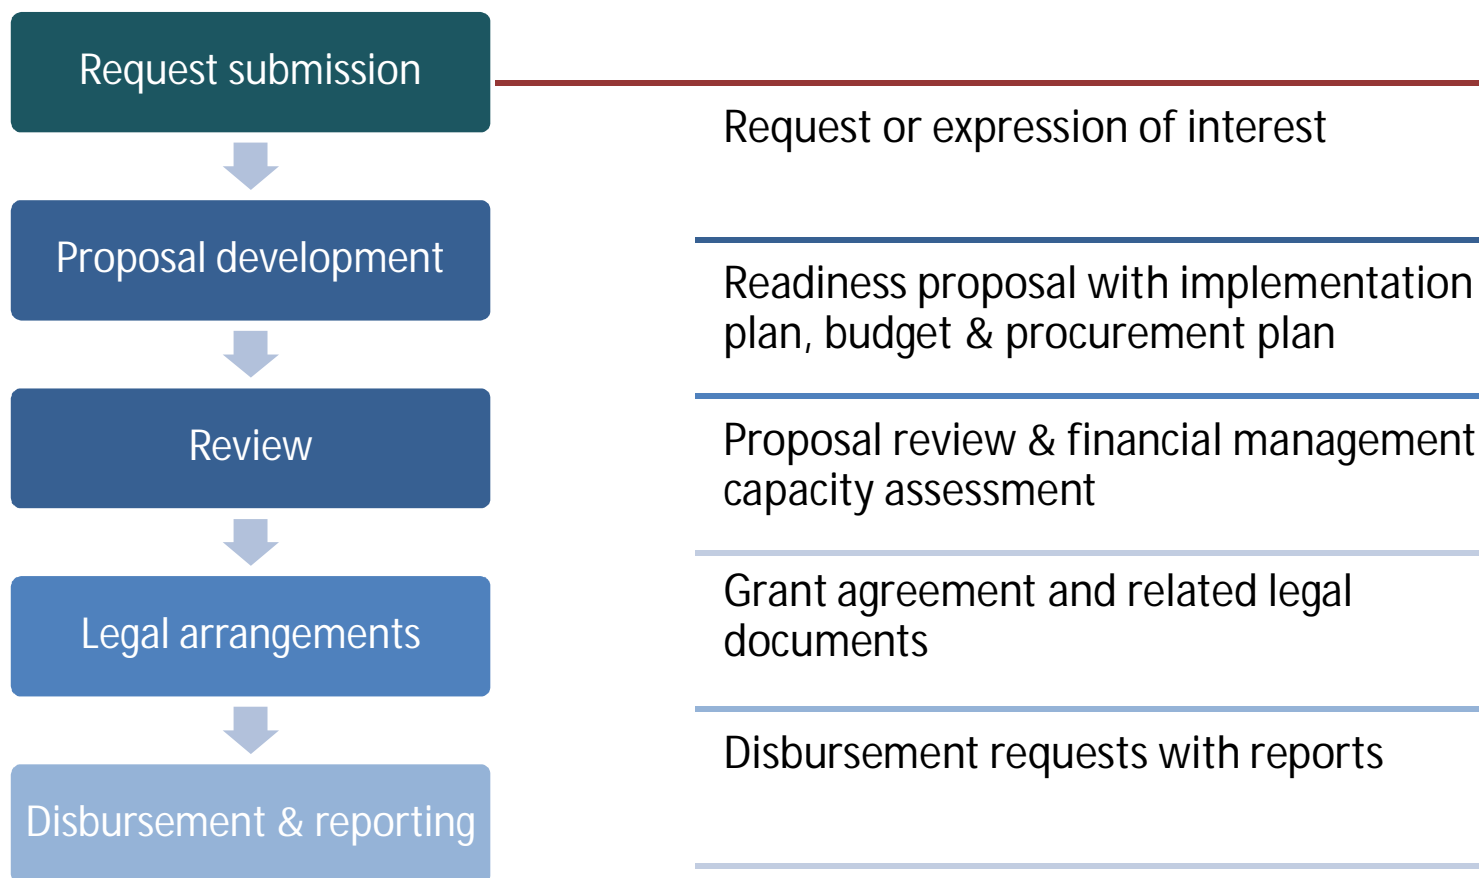 Request submission
Request or expression of interest
Proposal development
Readiness proposal with implementation
plan, budget & procurement plan
Review
Proposal review & financial management
capacity assessment
Legal arrangements
Grant agreement and related legal
documents
Disbursement & reporting
Disbursement requests with reports